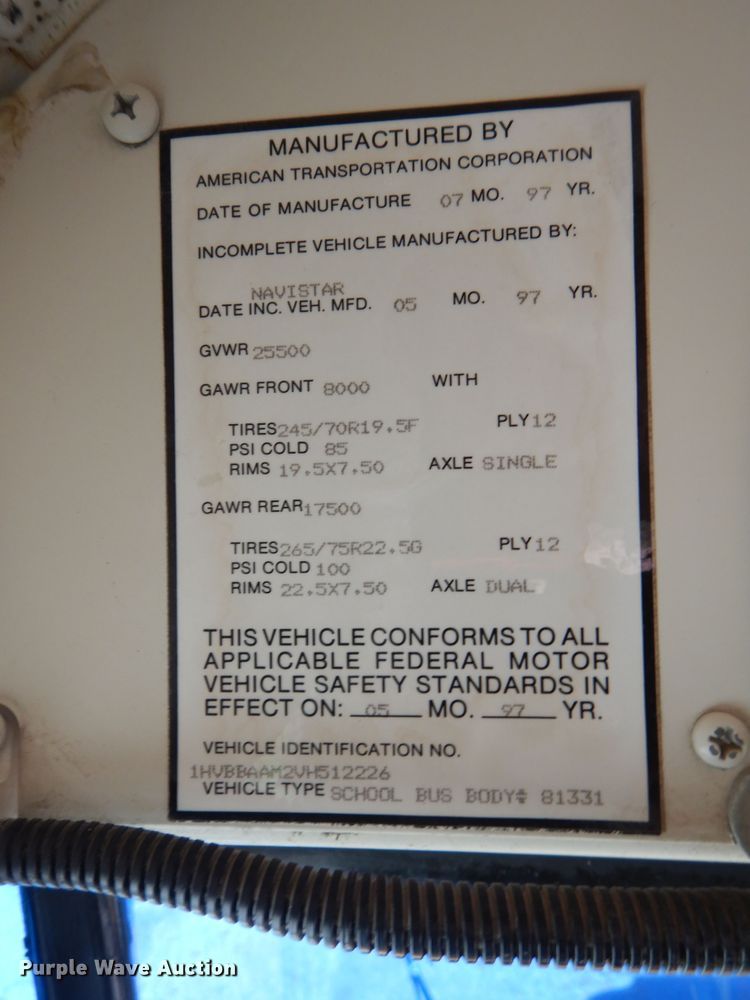 MANUFACTURED BY
AMERICAN TRANSPORTATION CORPORATION
DATE OF MANUFACTURE 07 MO. 97 YR.
INCOMPLETE VEHICLE MANUFACTURED BY:
NAVISTAR
DATE INC. VEH. MFD. 05 MO. 97 YR.
GVWR 25500
GAWR FRONT 8000 WITH
TIRES 245/70R19.5F PLY 12
PSI COLD 85
RIMS 19.5X7.50 AXLE SINGLE
GAWR REAR 17500
TIRES 265/75R22.5G PLY 12
PSI COLD 100
RIMS 22.5X7.50 AXLE DUAL
THIS VEHICLE CONFORMS TO ALL
APPLICABLE FEDERAL MOTOR
VEHICLE SAFETY STANDARDS IN
EFFECT ON: 05 MO. 97 YR.
VEHICLE IDENTIFICATION NO.
1HVBBAAM2VH512226
VEHICLE TYPE SCHOOL BUS BODY# 81331
Purple Wave Auction